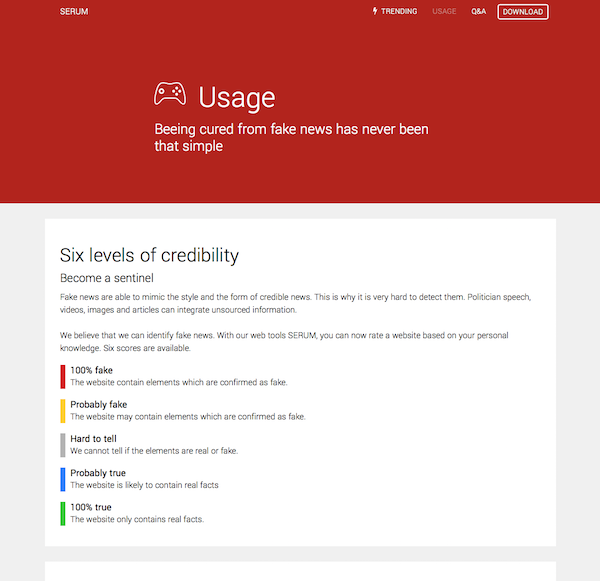 SERUM
TRENDING USAGE Q&A DOWNLOAD
Usage
Beeing cured from fake news has never been
that simple
Six levels of credibility
Become a sentinel
Fake news are able to mimic the style and the form of credible news. This is why it is very hard to detect them. Politician speech,
videos, images and articles can integrate unsourced information.
We believe that we can identify fake news. With our web tools SERUM, you can now rate a website based on your personal
knowledge. Six scores are available.
100% fake
The website contain elements which are confirmed as fake.
Probably fake
The website may contain elements which are confirmed as fake.
Hard to tell
We cannot tell if the elements are real or fake.
Probably true
The website is likely to contain real facts
100% true
The website only contains real facts.